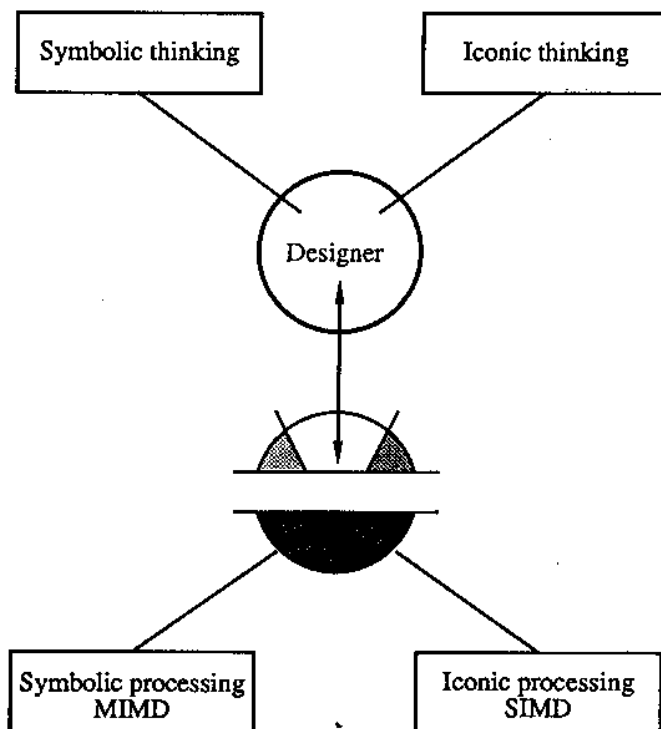 Symbolic thinking
Iconic thinking
Designer
Symbolic processing
MIMD
Iconic processing
SIMD